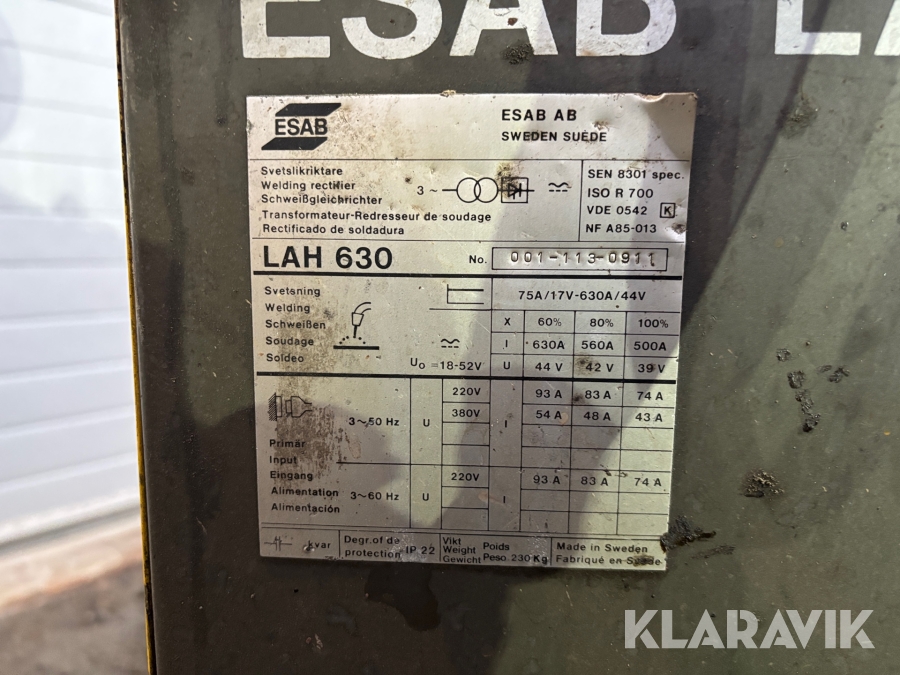 ESAB LA
ESAB
ESAB AB
SWEDEN SUÈDE
Svetslikriktare
Welding rectifier
Schweißgleichrichter
Transformateur-Redresseur de soudage
Rectificado de soldadura
3 ~
SEN 8301 spec.
ISO R 700
VDE 0542 K
NF A85-013
LAH 630 No. 001-113-0911
Svetsning
Welding
Schweißen
Soudage
Soldeo
U₀ =18-52V
75A/17V-630A/44V
X 60% 80% 100%
I 630A 560A 500A
U 44 V 42 V 39 V
3~50 Hz U I
220V 93 A 83 A 74 A
380V 54 A 48 A 43 A
Primär
Input
Eingang
Alimentation
Alimentación
3~60 Hz U I
220V 93 A 83 A 74 A
kvar
Degr.of de
protection IP 22
Vikt
Weight
Gewicht
Poids
Peso 230 Kg
Made in Sweden
Fabriqué en Suède
KLARAVIK